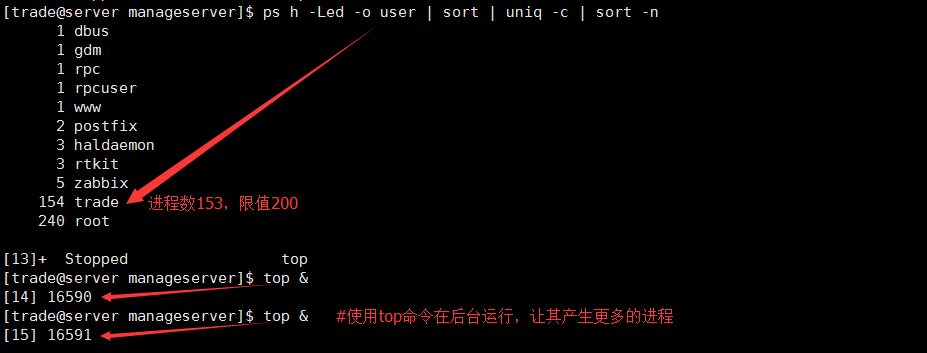 [trade@server manageserver]$ ps h -Led -o user | sort | uniq -c | sort -n
1 dbus
1 gdm
1 rpc
1 rpcuser
1 www
2 postfix
3 haldaemon
3 rtkit
5 zabbix
154 trade 进程数153，限值200
240 root
[13]+ Stopped top
[trade@server manageserver]$ top &
[14] 16590
[trade@server manageserver]$ top & #使用top命令在后台运行，让其产生更多的进程
[15] 16591